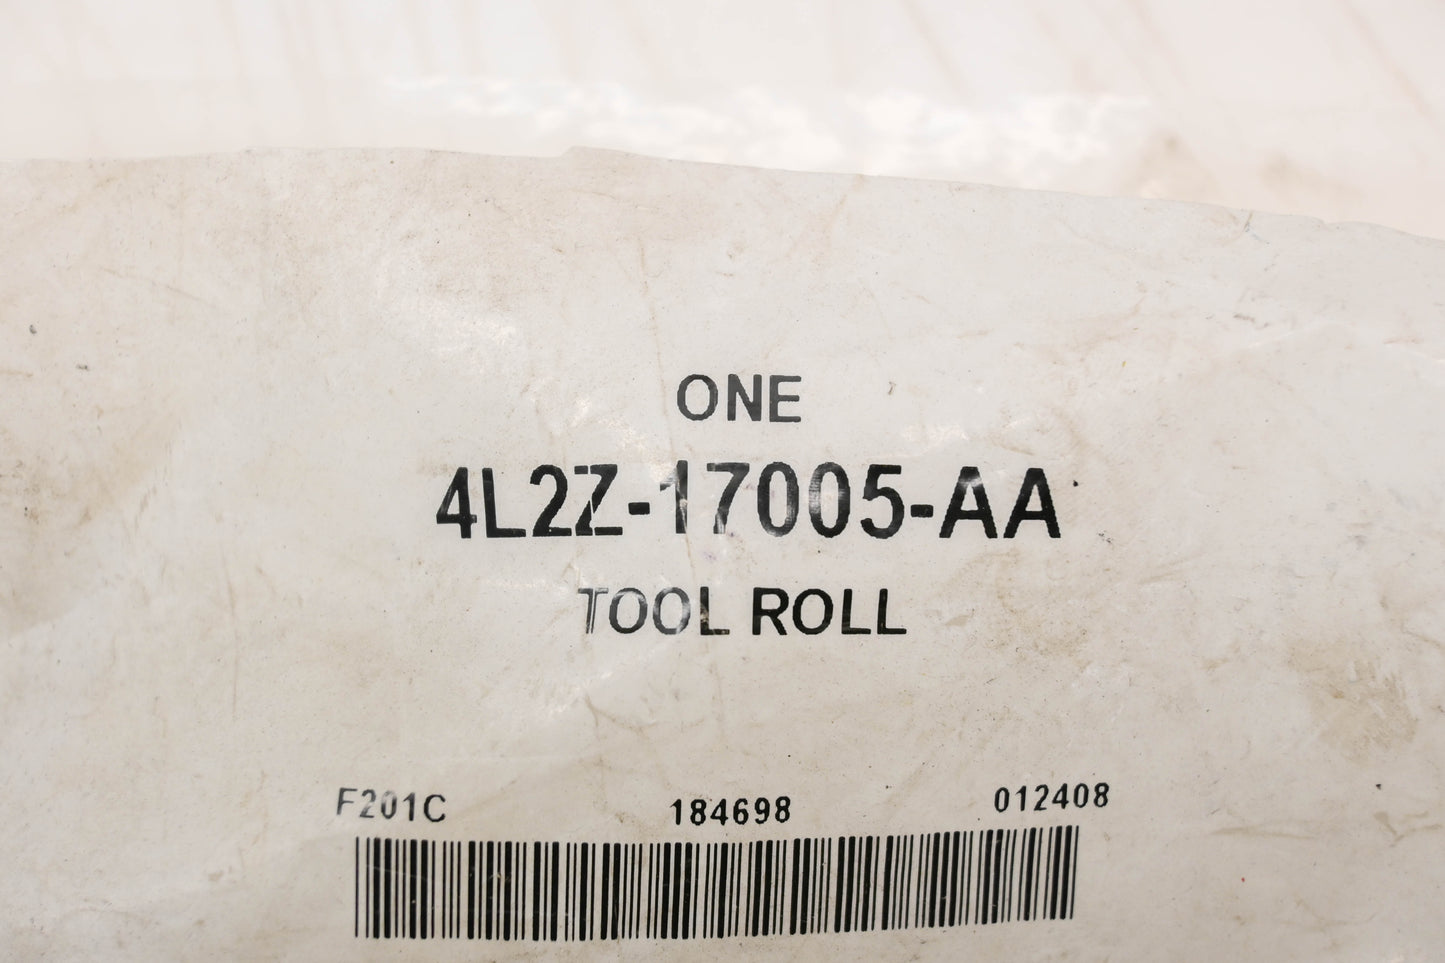 ONE
4L2Z-17005-AA
TOOL ROLL
F201C 184698 012408